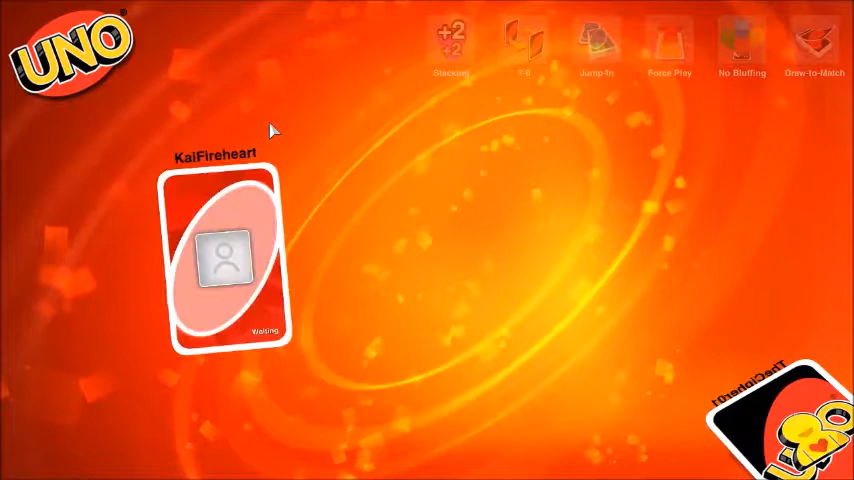 UNO
Stacking
7-0
Jump-In
Force Play
No Bluffing
Draw-to-Match
+2
+2
KaiFireheart
Waiting
TheCipher01